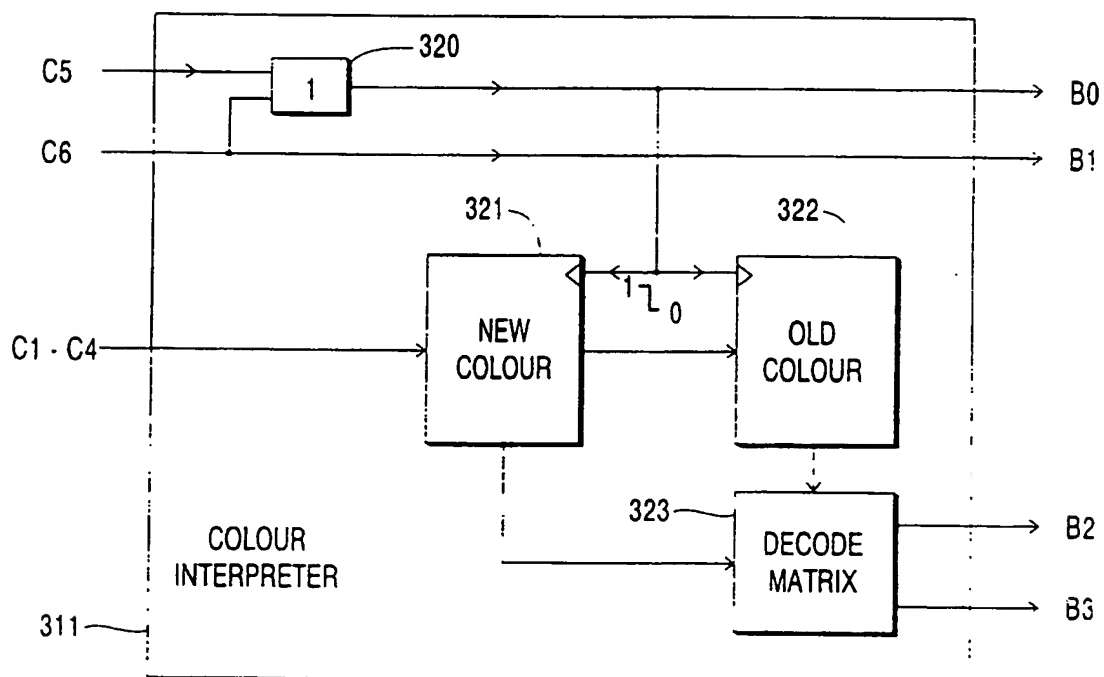 320
C5
1
B0
C6
B1
321
322
1
0
NEW
COLOUR
OLD
COLOUR
C1 - C4
323
DECODE
MATRIX
B2
B3
COLOUR
INTERPRETER
311